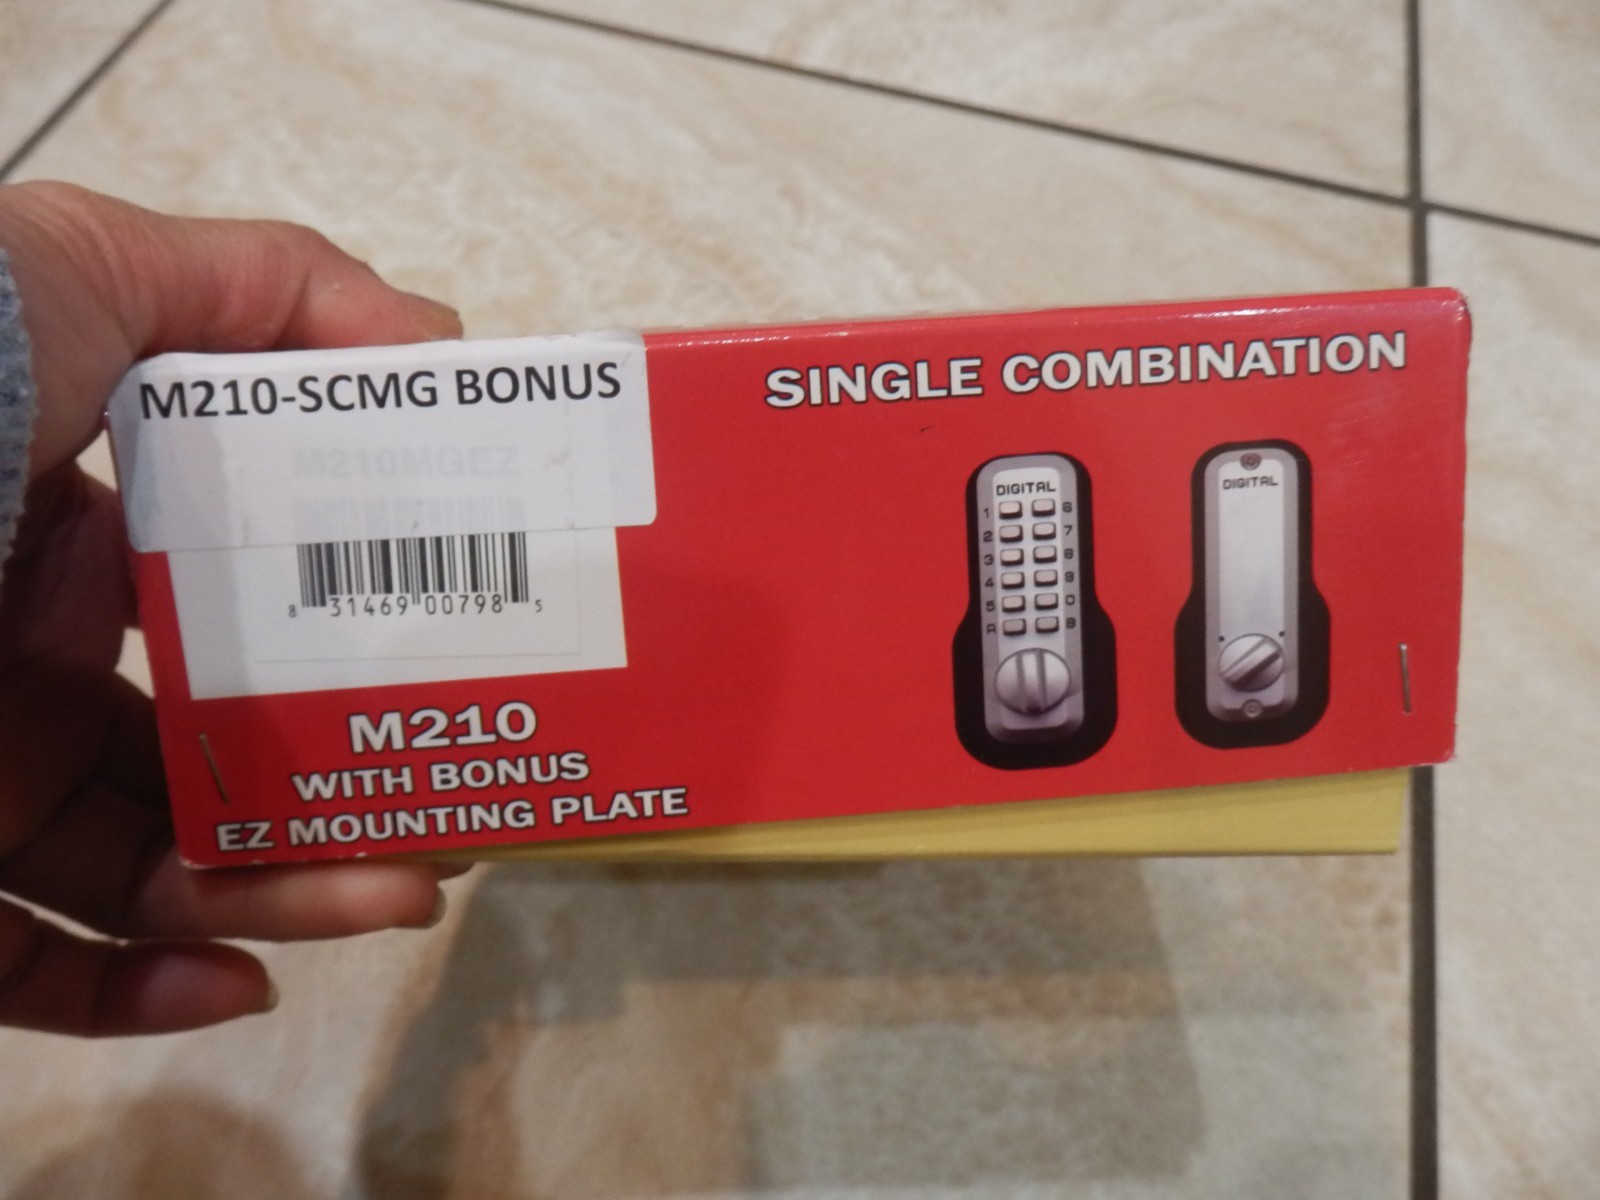 M210-SCMG BONUS
M210MGEZ
8 31469 00798 5
M210
WITH BONUS
EZ MOUNTING PLATE
SINGLE COMBINATION
DIGITAL
1 6
2 7
3 8
4 9
5 0
A B
DIGITAL